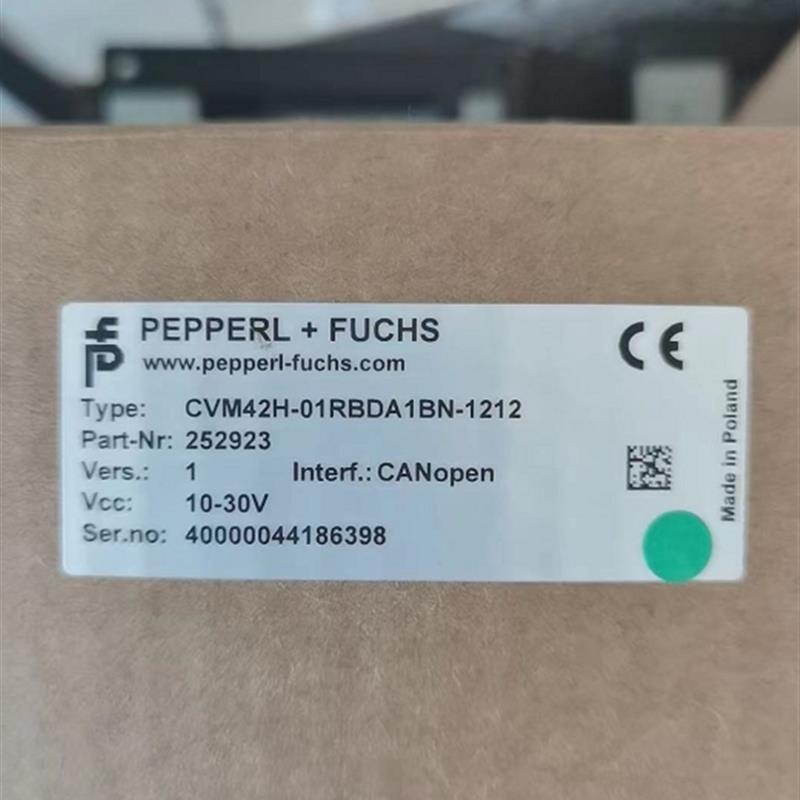 PEPPERL + FUCHS
www.pepperl-fuchs.com
CE
Type: CVM42H-01RBDA1BN-1212
Part-Nr: 252923
Vers.: 1 Interf.: CANopen
Vcc: 10-30V
Ser.no: 40000044186398
Made in Poland